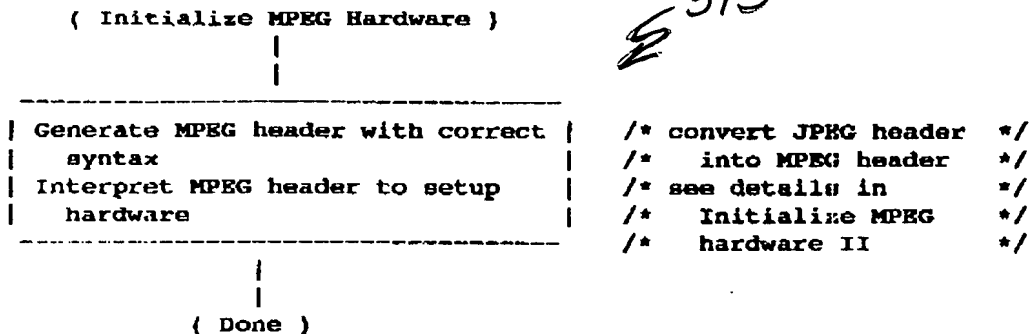 ( Initialize MPEG Hardware )
| Generate MPEG header with correct | /* convert JPEG header */
| syntax | /* into MPEG header */
| Interpret MPEG header to setup | /* see details in */
| hardware | /* Initialize MPEG */
/* hardware II */
( Done )